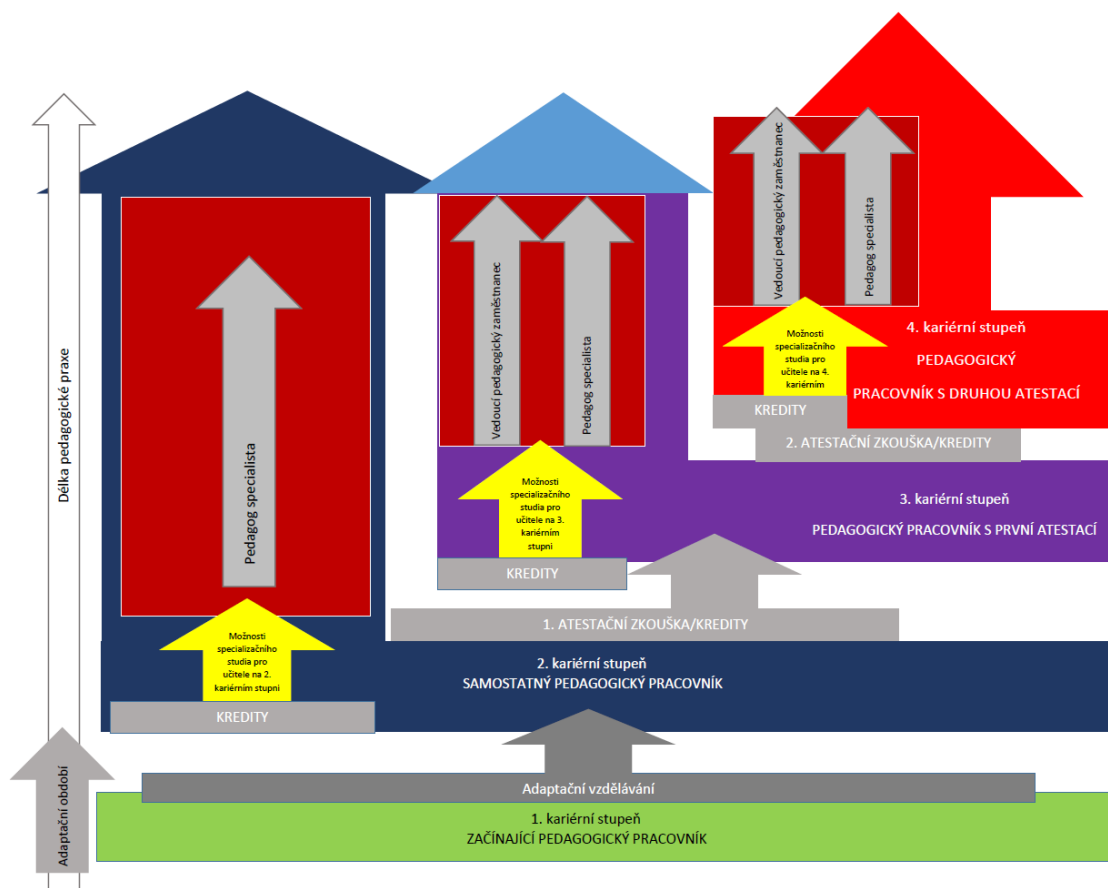 Délka pedagogické praxe
Adaptační období
Pedagog specialista
Možnosti
specializačního
studia pro
učitele na 2.
kariérním stupni
KREDITY
Vedoucí pedagogický zaměstnanec
Pedagog specialista
Možnosti
specializačního
studia pro
učitele na 3.
kariérním
stupni
KREDITY
Vedoucí pedagogický zaměstnanec
Pedagog specialista
Možnosti
specializačního
studia pro
učitele na 4.
kariérním
KREDITY
4. kariérní stupeň
PEDAGOGICKÝ
PRACOVNÍK S DRUHOU ATESTACÍ
2. ATESTAČNÍ ZKOUŠKA/KREDITY
3. kariérní stupeň
PEDAGOGICKÝ PRACOVNÍK S PRVNÍ ATESTACÍ
1. ATESTAČNÍ ZKOUŠKA/KREDITY
2. kariérní stupeň
SAMOSTATNÝ PEDAGOGICKÝ PRACOVNÍK
Adaptační vzdělávání
1. kariérní stupeň
ZAČÍNAJÍCÍ PEDAGOGICKÝ PRACOVNÍK